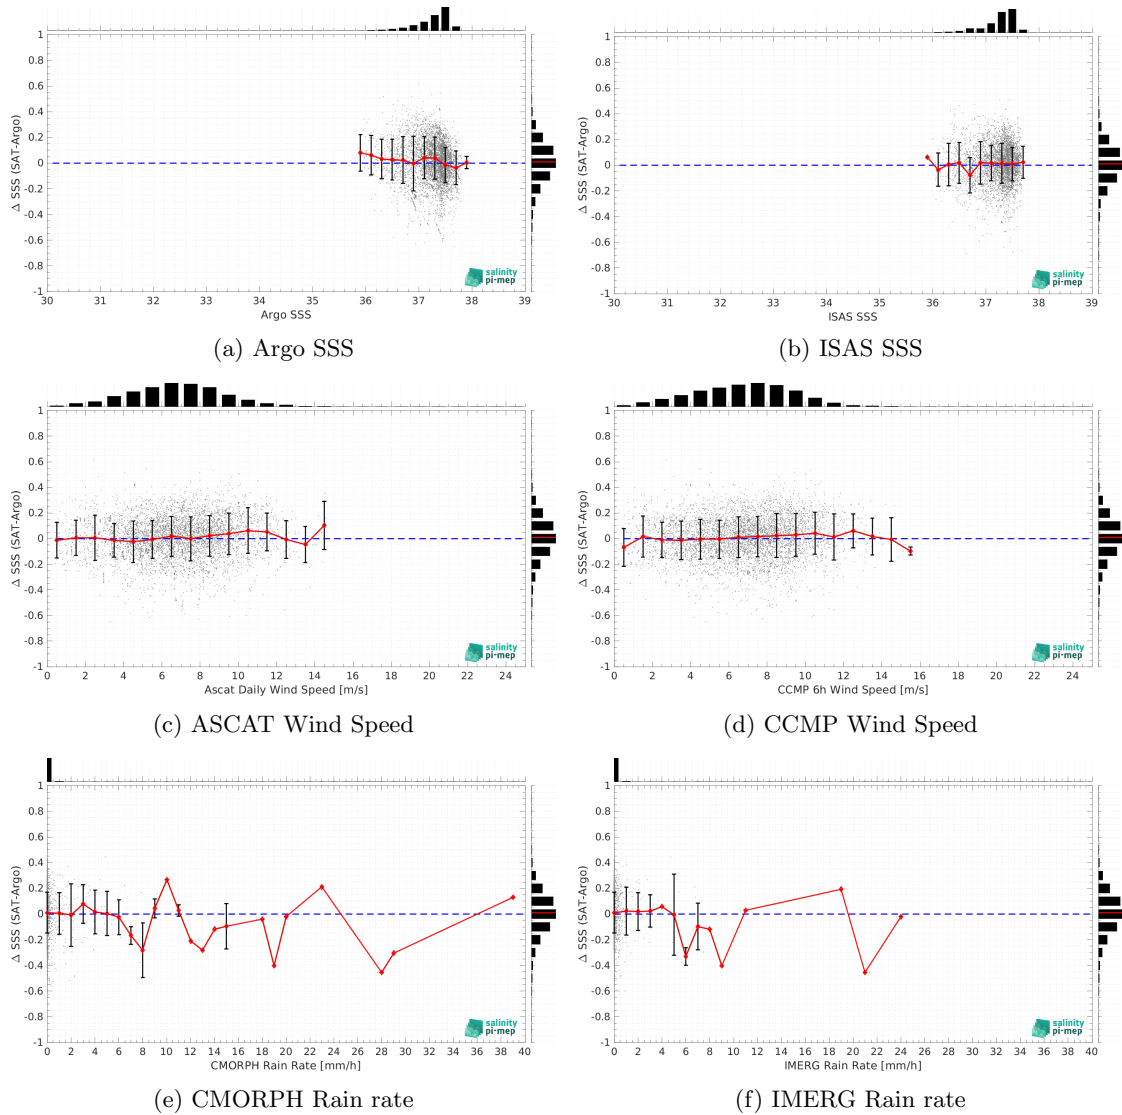 1
0.8
0.6
0.4
0.2
0
-0.2
-0.4
-0.6
-0.8
-1
Δ SSS (SAT-Argo)
30 31 32 33 34 35 36 37 38 39
Argo SSS
salinity
pi-mep
(a) Argo SSS
1
0.8
0.6
0.4
0.2
0
-0.2
-0.4
-0.6
-0.8
-1
Δ SSS (SAT-Argo)
30 31 32 33 34 35 36 37 38 39
ISAS SSS
salinity
pi-mep
(b) ISAS SSS
1
0.8
0.6
0.4
0.2
0
-0.2
-0.4
-0.6
-0.8
-1
Δ SSS (SAT-Argo)
0 2 4 6 8 10 12 14 16 18 20 22 24
Ascat Daily Wind Speed [m/s]
salinity
pi-mep
(c) ASCAT Wind Speed
1
0.8
0.6
0.4
0.2
0
-0.2
-0.4
-0.6
-0.8
-1
Δ SSS (SAT-Argo)
0 2 4 6 8 10 12 14 16 18 20 22 24
CCMP 6h Wind Speed [m/s]
salinity
pi-mep
(d) CCMP Wind Speed
1
0.8
0.6
0.4
0.2
0
-0.2
-0.4
-0.6
-0.8
-1
Δ SSS (SAT-Argo)
0 2 4 6 8 10 12 14 16 18 20 22 24 26 28 30 32 34 36 38 40
CMORPH Rain Rate [mm/h]
salinity
pi-mep
(e) CMORPH Rain rate
1
0.8
0.6
0.4
0.2
0
-0.2
-0.4
-0.6
-0.8
-1
Δ SSS (SAT-Argo)
0 2 4 6 8 10 12 14 16 18 20 22 24 26 28 30 32 34 36 38 40
IMERG Rain Rate [mm/h]
salinity
pi-mep
(f) IMERG Rain rate